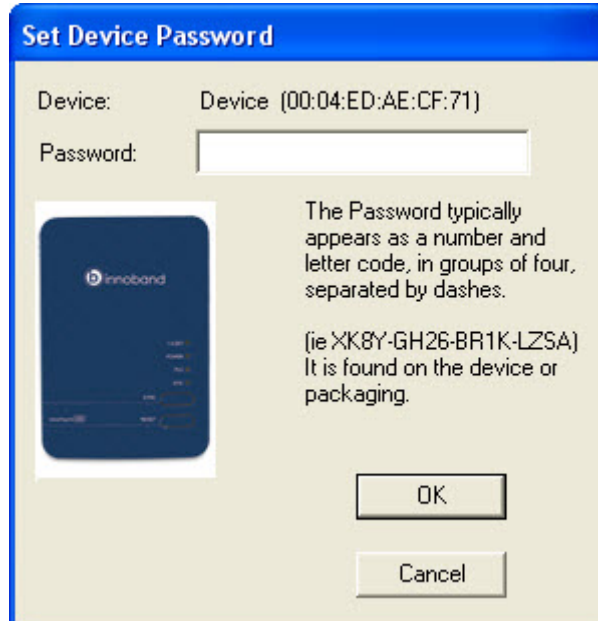 Set Device Password
Device: Device (00:04:ED:AE:CF:71)
Password:
The Password typically
appears as a number and
letter code, in groups of four,
separated by dashes.
(ie XK8Y-GH26-BR1K-LZSA)
It is found on the device or
packaging.
innoband
OK
Cancel